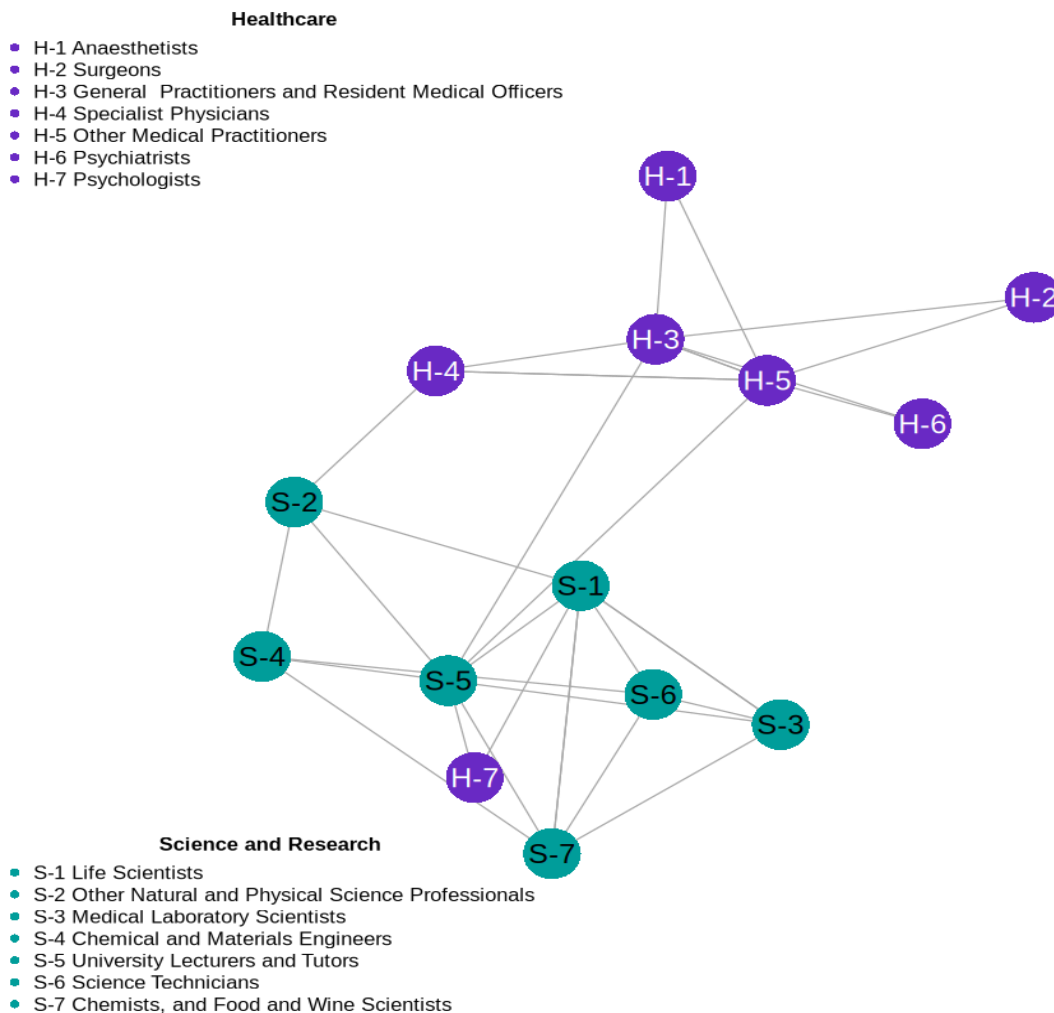 Healthcare
H-1 Anaesthetists
H-2 Surgeons
H-3 General  Practitioners and Resident Medical Officers
H-4 Specialist Physicians
H-5 Other Medical Practitioners
H-6 Psychiatrists
H-7 Psychologists
H-1
H-2
H-3
H-4
H-5
H-6
S-2
S-1
S-4
S-5
S-6
S-3
H-7
S-7
Science and Research
S-1 Life Scientists
S-2 Other Natural and Physical Science Professionals
S-3 Medical Laboratory Scientists
S-4 Chemical and Materials Engineers
S-5 University Lecturers and Tutors
S-6 Science Technicians
S-7 Chemists, and Food and Wine Scientists